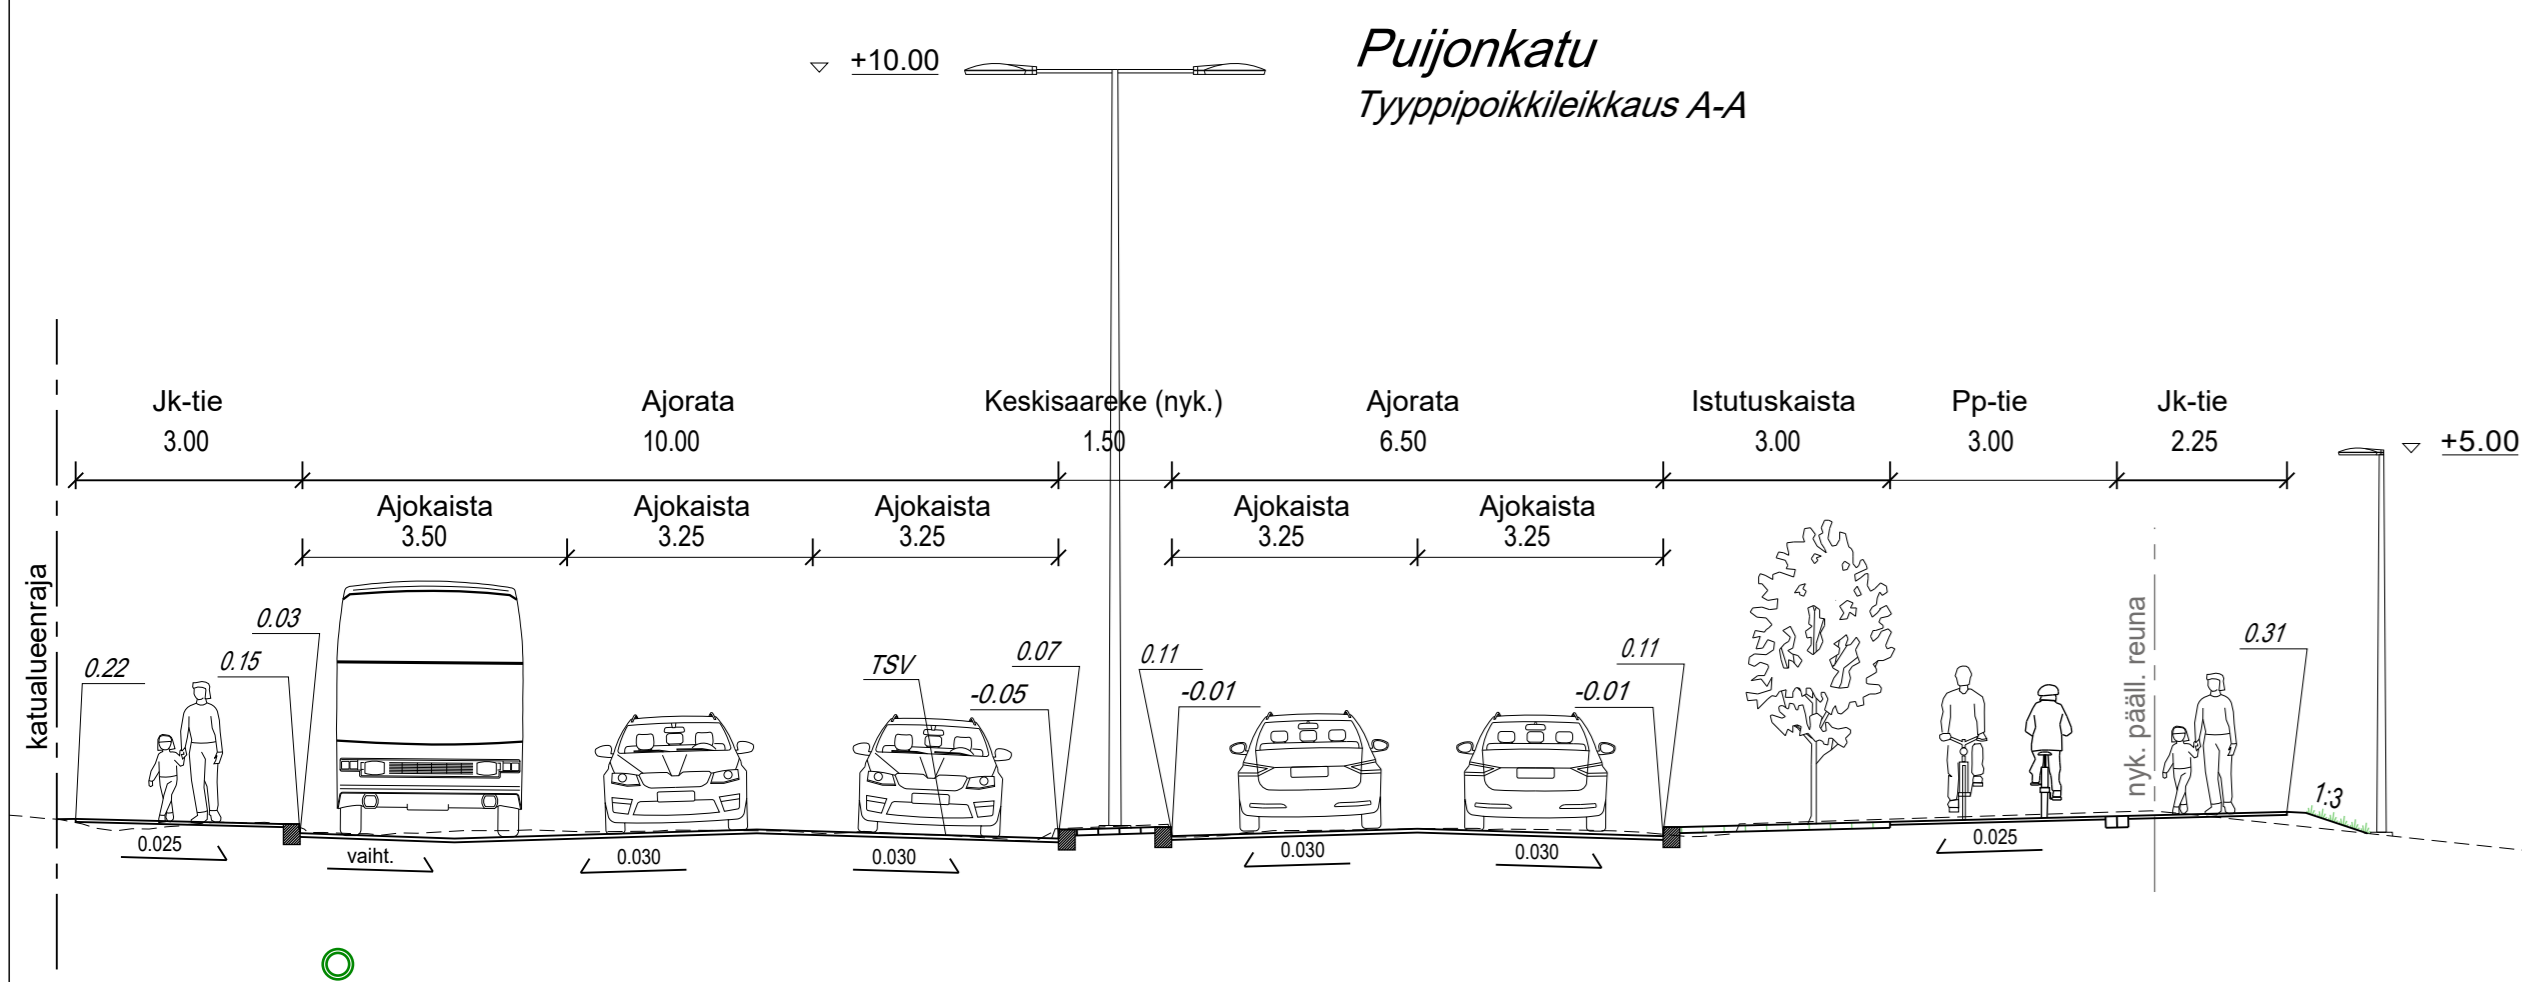 Puijonkatu
Tyyppipoikkileikkaus A-A
+10.00
Jk-tie
3.00
Ajorata
10.00
Keskisaareke (nyk.)
1.50
Ajorata
6.50
Istutuskaista
3.00
Pp-tie
3.00
Jk-tie
2.25
+5.00
Ajokaista
3.50
Ajokaista
3.25
Ajokaista
3.25
Ajokaista
3.25
Ajokaista
3.25
katualueenraja
0.22
0.15
0.03
TSV
0.07
-0.05
0.11
-0.01
0.11
-0.01
nyk. pääll. reuna
0.31
1:3
0.025
vaiht.
0.030
0.030
0.030
0.030
0.025